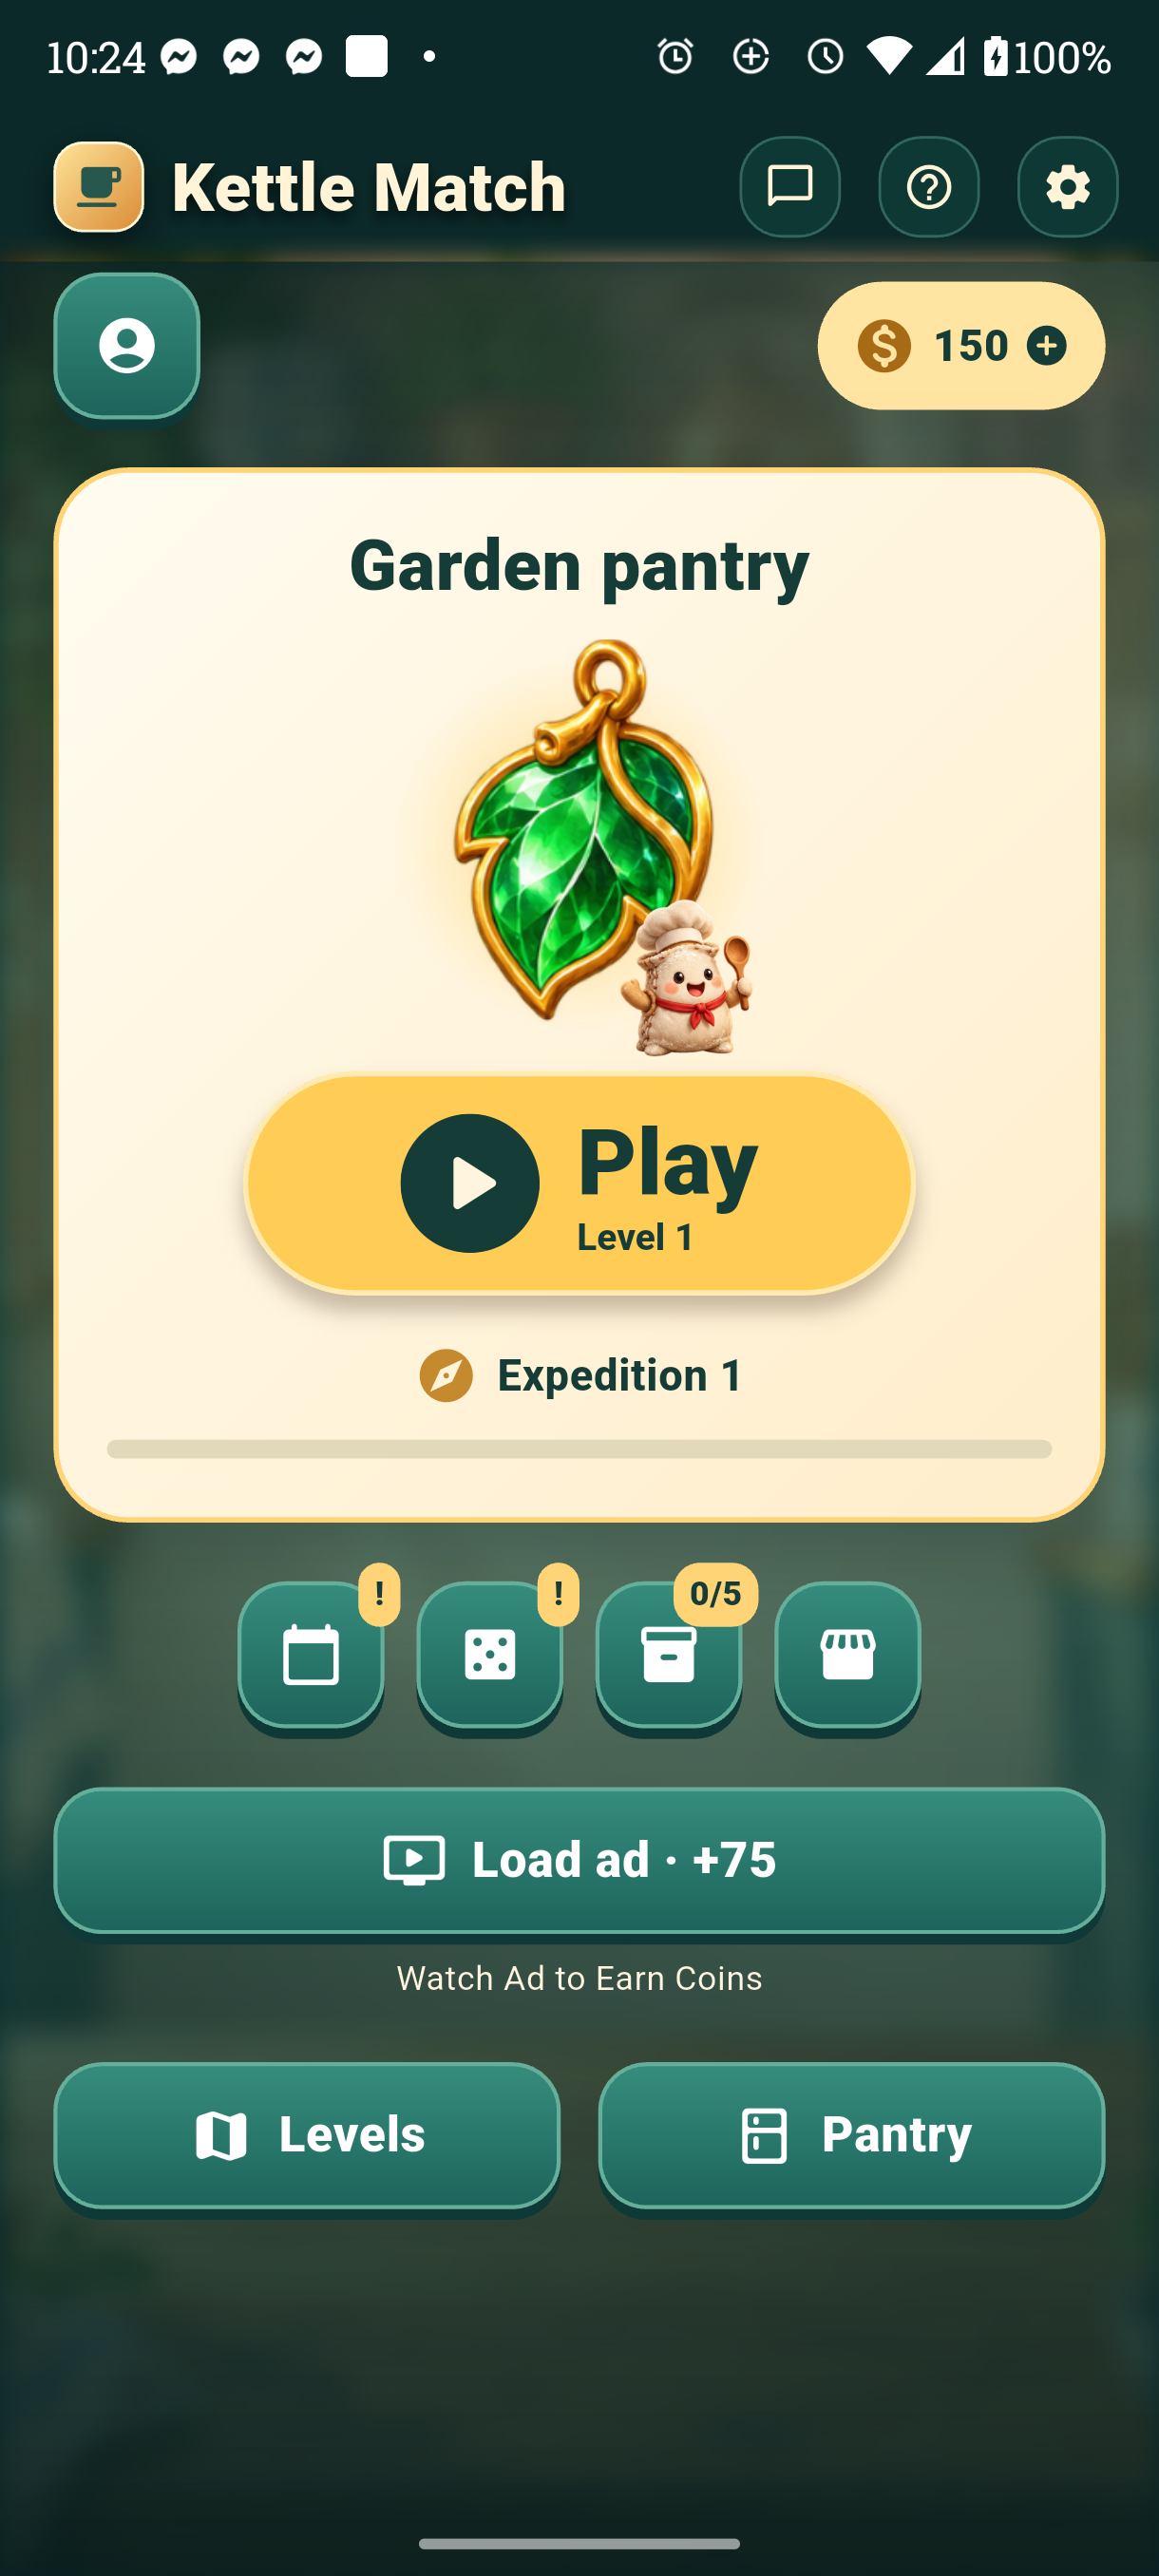 10:24
100%
Kettle Match
150
Garden pantry
Play
Level 1
Expedition 1
!
!
0/5
Load ad · +75
Watch Ad to Earn Coins
Levels
Pantry